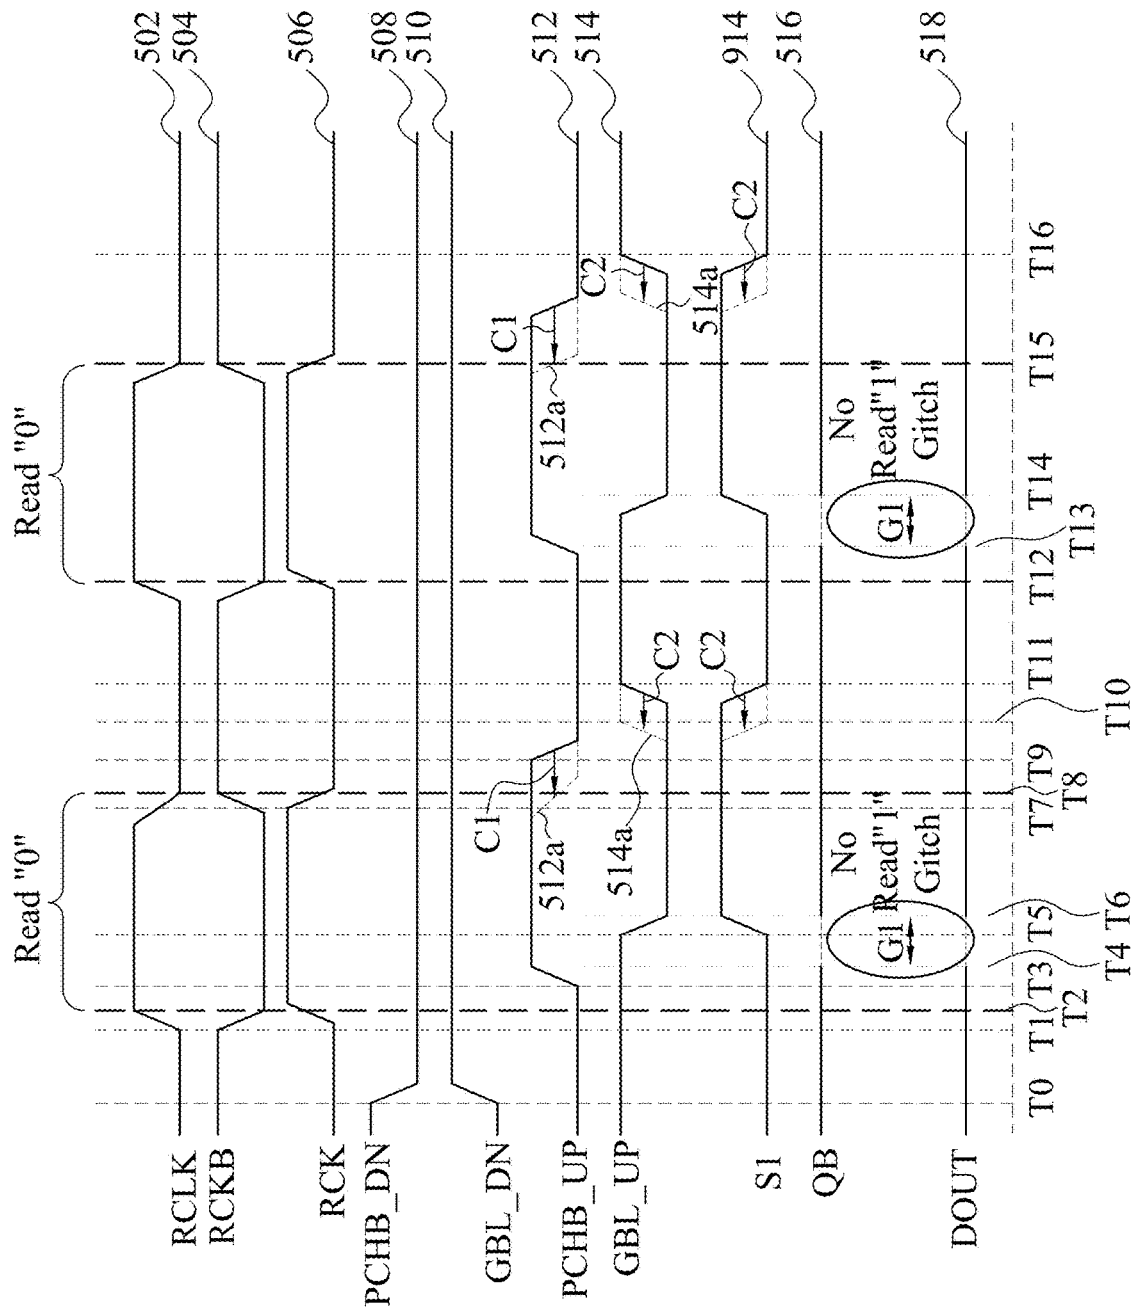 Read "0"
Read "0"
RCLK
502
RCKB
504
RCK
506
PCHB_DN
508
GBL_DN
510
PCHB_UP
512
C1
512a
C1
512a
GBL_UP
514
514a
C2
C2
514a
S1
914
C2
C2
QB
516
DOUT
518
G1
No
Read"1"
Gitch
G1
No
Read"1"
Gitch
T0 T1 T3 T5 T7 T9 T11 T12 T14 T15 T16
T2 T4 T6 T8 T10 T13